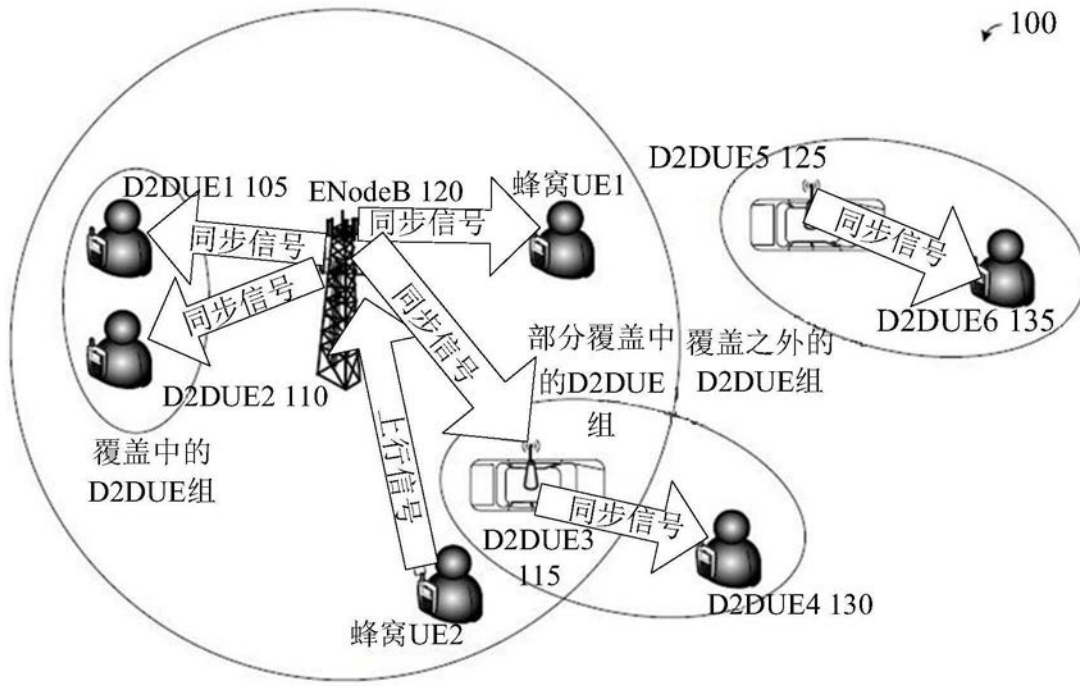 100
D2DUE5 125
D2DUE1 105
ENodeB 120
蜂窝UE1
同步信号
同步信号
同步信号
同步信号
同步信号
D2DUE6 135
D2DUE2 110
部分覆盖中
的D2DUE
组
覆盖之外的
D2DUE组
覆盖中的
D2DUE组
上行信号
同步信号
D2DUE3
115
D2DUE4 130
蜂窝UE2